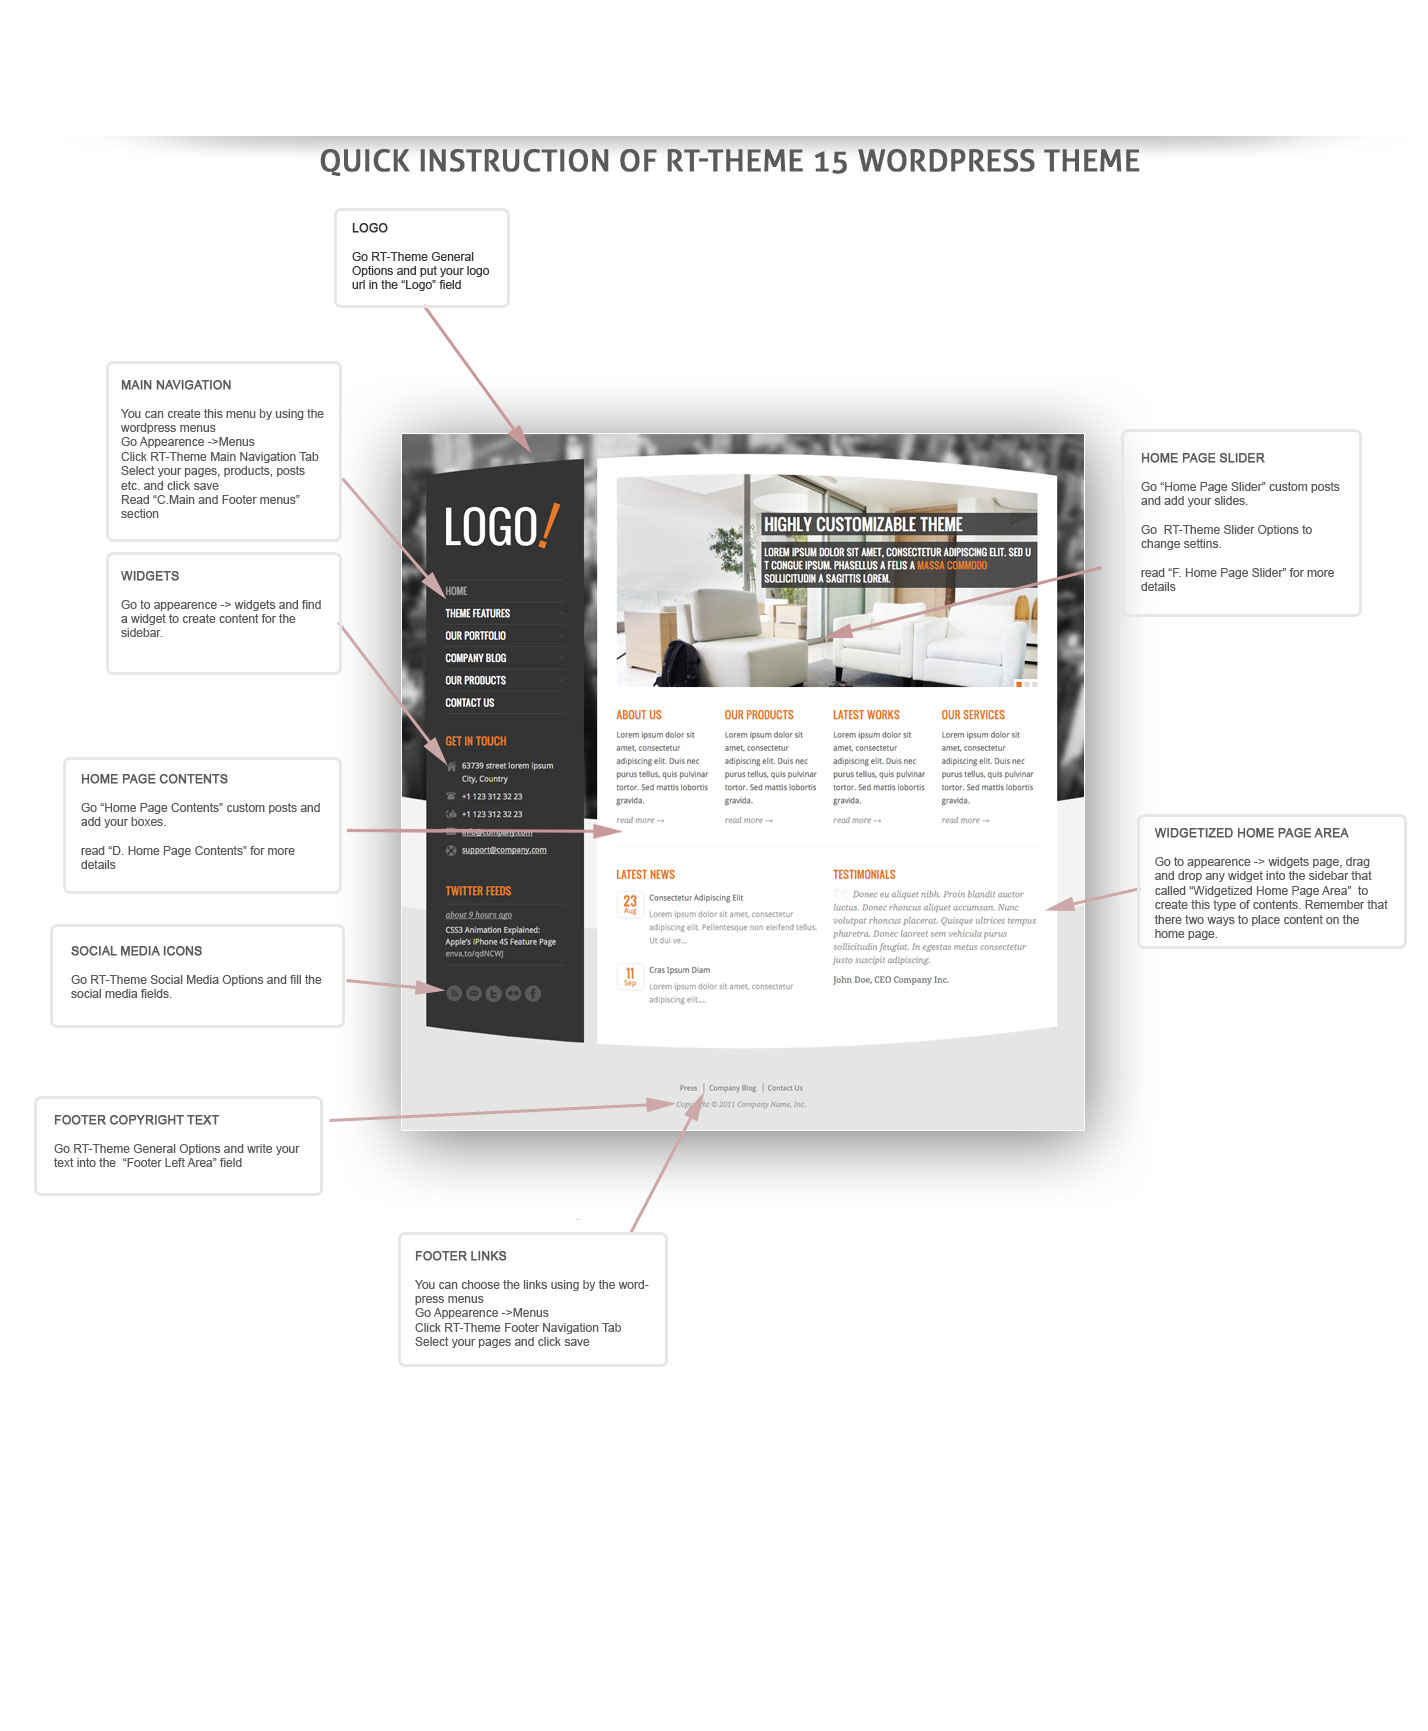 QUICK INSTRUCTION OF RT-THEME 15 WORDPRESS THEME
LOGO
Go RT-Theme General
Options and put your logo
url in the “Logo” field
MAIN NAVIGATION
You can create this menu by using the
wordpress menus
Go Appearence ->Menus
Click RT-Theme Main Navigation Tab
Select your pages, products, posts
etc. and click save
Read “C.Main and Footer menus”
section
WIDGETS
Go to appearence -> widgets and find
a widget to create content for the
sidebar.
HOME PAGE CONTENTS
Go “Home Page Contents” custom posts and
add your boxes.
read “D. Home Page Contents” for more
details
SOCIAL MEDIA ICONS
Go RT-Theme Social Media Options and fill the
social media fields.
FOOTER COPYRIGHT TEXT
Go RT-Theme General Options and write your
text into the “Footer Left Area” field
LOGO!
HOME
THEME FEATURES
OUR PORTFOLIO
COMPANY BLOG
OUR PRODUCTS
CONTACT US
GET IN TOUCH
63739 street lorem ipsum
City, Country
+1 123 312 32 23
+1 123 312 32 23
info@company.com
support@company.com
TWITTER FEEDS
about 9 hours ago
CSS3 Animation Explained:
Apple's iPhone 4S Feature Page
enva.to/qdNCWJ
HIGHLY CUSTOMIZABLE THEME
LOREM IPSUM DOLOR SIT AMET, CONSECTETUR ADIPISCING ELIT. SED U
T CONGUE IPSUM. PHASELLUS A FELIS A MASSA COMMODO
SOLLICITUDIN A SAGITTIS LOREM.
ABOUT US
Lorem ipsum dolor sit
amet, consectetur
adipiscing elit. Duis nec
purus tellus, quis pulvinar
tortor. Sed mattis lobortis
gravida.
read more →
OUR PRODUCTS
Lorem ipsum dolor sit
amet, consectetur
adipiscing elit. Duis nec
purus tellus, quis pulvinar
tortor. Sed mattis lobortis
gravida.
read more →
LATEST WORKS
Lorem ipsum dolor sit
amet, consectetur
adipiscing elit. Duis nec
purus tellus, quis pulvinar
tortor. Sed mattis lobortis
gravida.
read more →
OUR SERVICES
Lorem ipsum dolor sit
amet, consectetur
adipiscing elit. Duis nec
purus tellus, quis pulvinar
tortor. Sed mattis lobortis
gravida.
read more →
LATEST NEWS
23
Aug
Consectetur Adipiscing Elit
Lorem ipsum dolor sit amet, consectetur
adipiscing elit. Pellentesque non eleifend tellus.
Ut dui ve...
11
Sep
Cras Ipsum Diam
Lorem ipsum dolor sit amet, consectetur
adipiscing elit....
TESTIMONIALS
Donec eu aliquet nibh. Proin blandit auctor
luctus. Donec rhoncus aliquet accumsan. Nunc
volutpat rhoncus placerat. Quisque ultrices tempus
pharetra. Donec laoreet sem vehicula purus
sollicitudin feugiat. In egestas metus consectetur
justo suscipit adipiscing.
John Doe, CEO Company Inc.
Press | Company Blog | Contact Us
Copyright © 2011 Company Name, Inc.
HOME PAGE SLIDER
Go “Home Page Slider” custom posts
and add your slides.
Go RT-Theme Slider Options to
change settins.
read “F. Home Page Slider” for more
details
WIDGETIZED HOME PAGE AREA
Go to appearence -> widgets page, drag
and drop any widget into the sidebar that
called “Widgetized Home Page Area” to
create this type of contents. Remember that
there two ways to place content on the
home page.
FOOTER LINKS
You can choose the links using by the word-
press menus
Go Appearence ->Menus
Click RT-Theme Footer Navigation Tab
Select your pages and click save